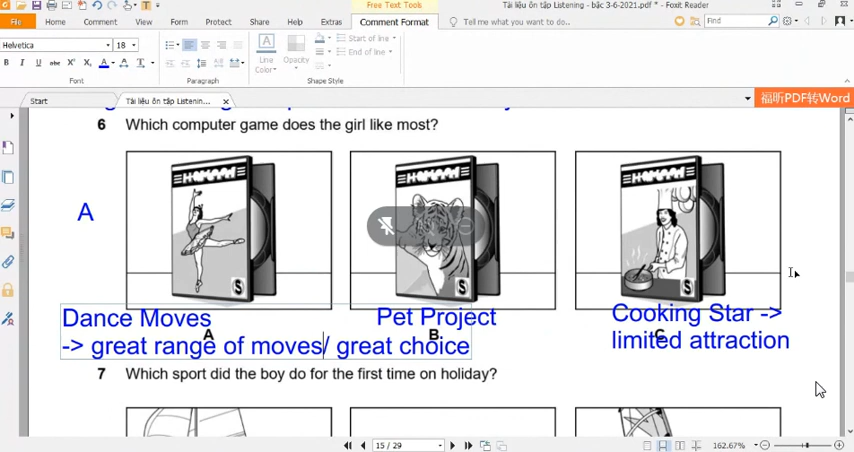 Free Text Tools
Tài liệu ôn tập Listening - bậc 3-6-2021.pdf * - Foxit Reader
File Home Comment View Form Protect Share Help Extras Comment Format Tell me what you want to do... Find
Helvetica 18 Line Color Opacity Start of line
B I U abc X² X₂ A T End of line
Font Paragraph Shape Style
Start Tài liệu ôn tập Listenin... 福昕PDF转Word
6 Which computer game does the girl like most?
A
Dance Moves Pet Project Cooking Star ->
A B C
-> great range of moves/ great choice limited attraction
7 Which sport did the boy do for the first time on holiday?
15 / 29 162.67%